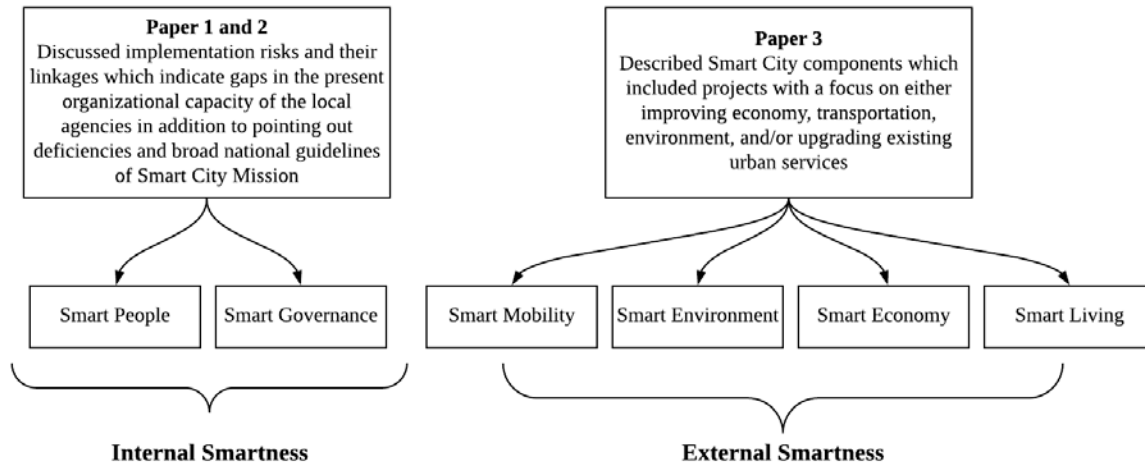 Paper 1 and 2
Discussed implementation risks and their
linkages which indicate gaps in the present
organizational capacity of the local
agencies in addition to pointing out
deficiencies and broad national guidelines
of Smart City Mission
Paper 3
Described Smart City components which
included projects with a focus on either
improving economy, transportation,
environment, and/or upgrading existing
urban services
Smart People
Smart Governance
Smart Mobility
Smart Environment
Smart Economy
Smart Living
Internal Smartness
External Smartness